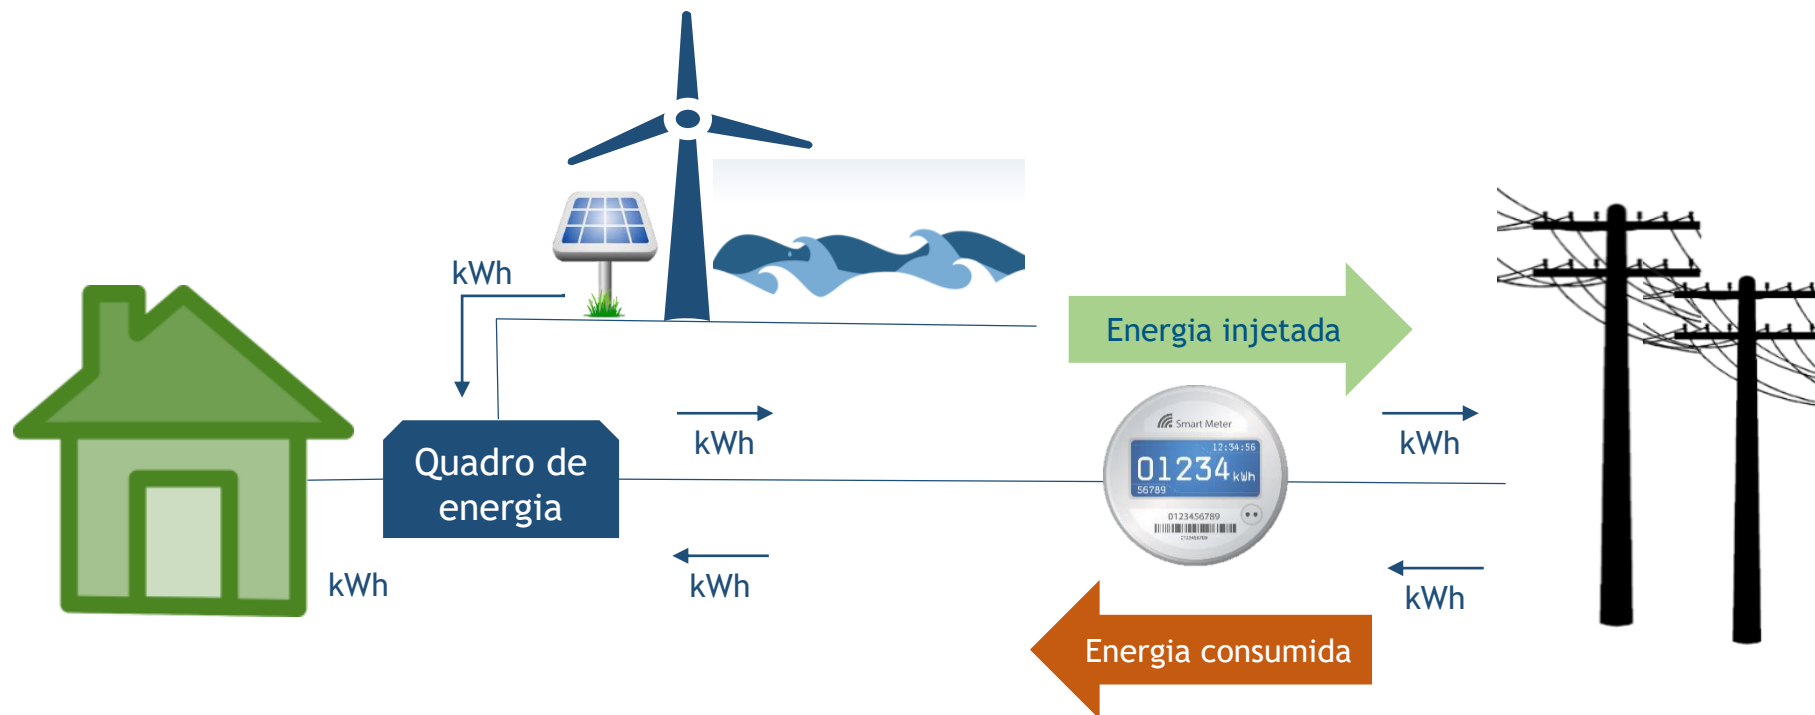 kWh
Energia injetada
kWh
kWh
Smart Meter
12:34:56
01234 kWh
56789
0123456789
Quadro de
energia
kWh
kWh
kWh
Energia consumida